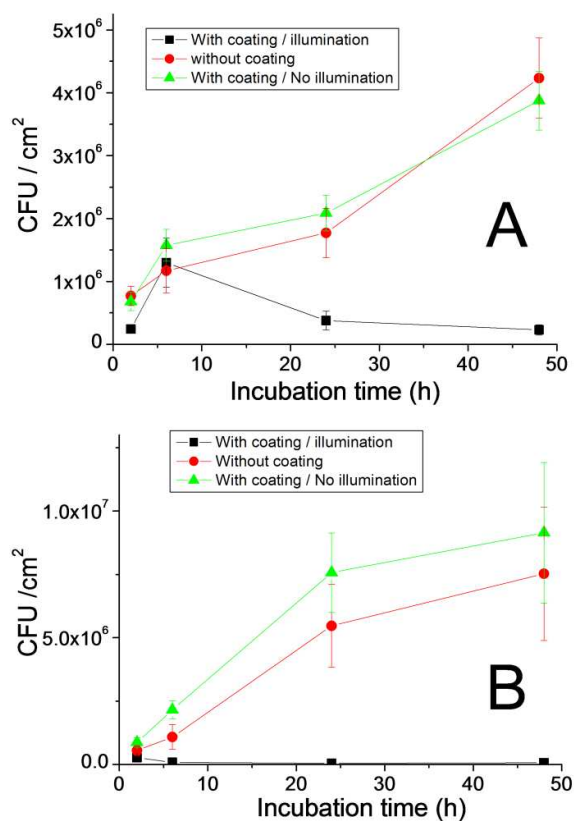 5x10⁶
4x10⁶
3x10⁶
2x10⁶
1x10⁶
0
CFU / cm²
With coating / illumination
without coating
With coating / No illumination
A
0 10 20 30 40 50
Incubation time (h)
1.0x10⁷
5.0x10⁶
0.0
CFU /cm²
With coating / illumination
Without coating
With coating / No illumination
B
0 10 20 30 40 50
Incubation time (h)